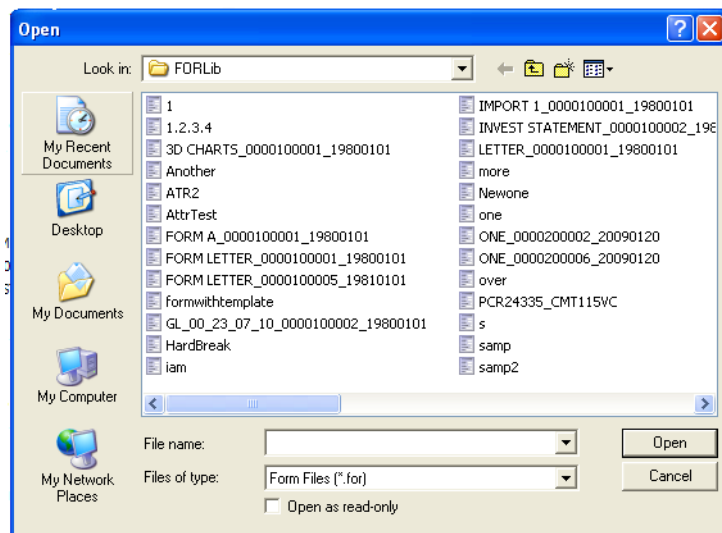 Open
Look in:
FORLib
My Recent
Documents
Desktop
My Documents
My Computer
My Network
Places
1
1.2.3.4
3D CHARTS_0000100001_19800101
Another
ATR2
AttrTest
FORM A_0000100001_19800101
FORM LETTER_0000100001_19800101
FORM LETTER_0000100005_19810101
formwithtemplate
GL_00_23_07_10_0000100002_19800101
HardBreak
iam
IMPORT 1_0000100001_19800101
INVEST STATEMENT_0000100002_198
LETTER_0000100001_19800101
more
Newone
one
ONE_0000200002_20090120
ONE_0000200006_20090120
over
PCR24335_CMT115VC
s
samp
samp2
File name:
Open
Files of type:
Form Files (*.for)
Cancel
Open as read-only